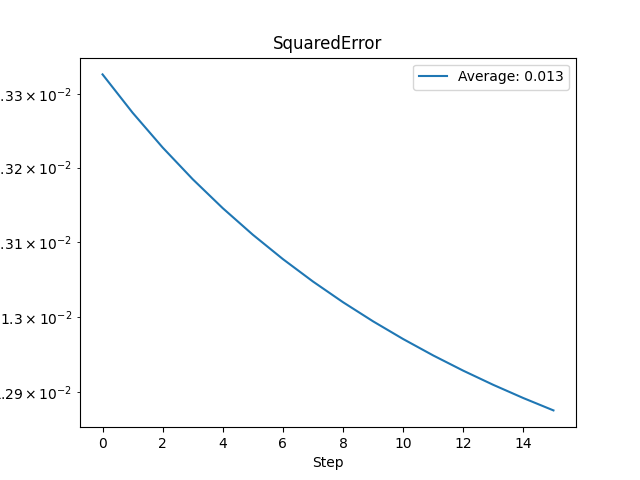 SquaredError
Average: 0.013
.33 × 10⁻²
.32 × 10⁻²
.31 × 10⁻²
1.3 × 10⁻²
.29 × 10⁻²
0 2 4 6 8 10 12 14
Step